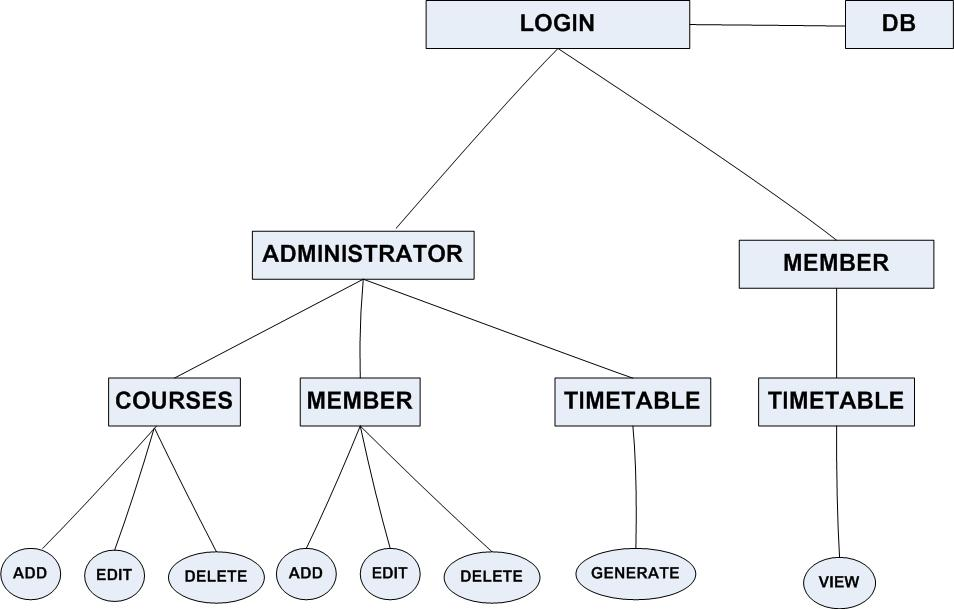 LOGIN
DB
ADMINISTRATOR
MEMBER
COURSES
MEMBER
TIMETABLE
TIMETABLE
ADD
EDIT
DELETE
ADD
EDIT
DELETE
GENERATE
VIEW